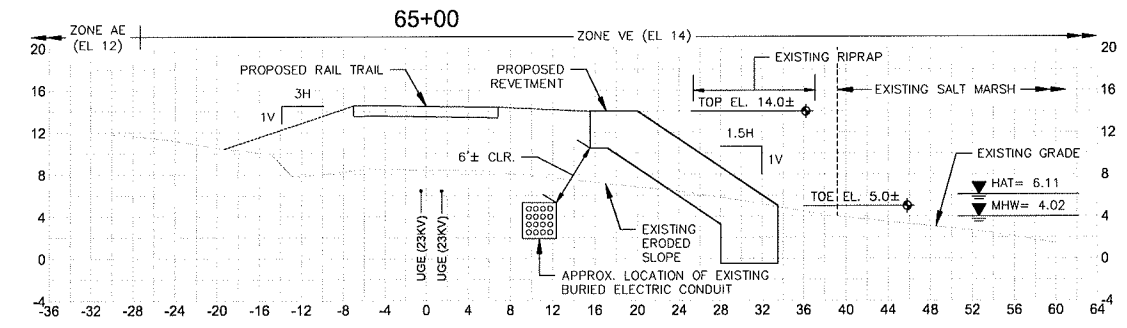 65+00
ZONE AE
(EL 12)
ZONE VE (EL 14)
EXISTING RIPRAP
PROPOSED RAIL TRAIL
PROPOSED
REVETMENT
EXISTING SALT MARSH
3H
1V
TOP EL. 14.0±
1.5H
1V
6'± CLR.
EXISTING GRADE
HAT= 6.11
MHW= 4.02
TOE EL. 5.0±
UGE (23KV)
UGE (23KV)
EXISTING
ERODED
SLOPE
APPROX. LOCATION OF EXISTING
BURIED ELECTRIC CONDUIT
20
16
12
8
4
0
-4
20
16
12
8
4
0
-4
-36 -32 -28 -24 -20 -16 -12 -8 -4 0 4 8 12 16 20 24 28 32 36 40 44 48 52 56 60 64